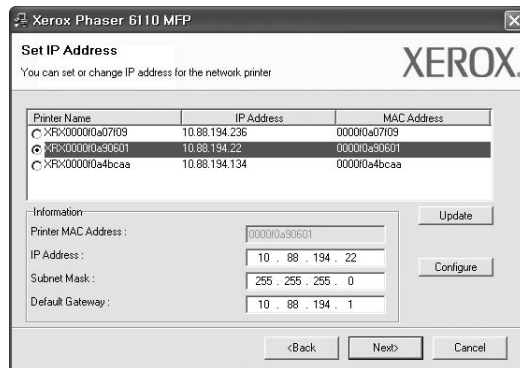 Xerox Phaser 6110 MFP
Set IP Address
You can set or change IP address for the network printer
XEROX.
Printer Name IP Address MAC Address
XRX0000f0a07f09 10.88.194.236 0000f0a07f09
XRX0000f0a90601 10.88.194.22 0000f0a90601
XRX0000f0a4bcaa 10.88.194.134 0000f0a4bcaa
Information
Printer MAC Address : 0000f0a90601
Update
IP Address : 10 . 88 . 194 . 22
Configure
Subnet Mask : 255 . 255 . 255 . 0
Default Gateway : 10 . 88 . 194 . 1
<Back Next> Cancel